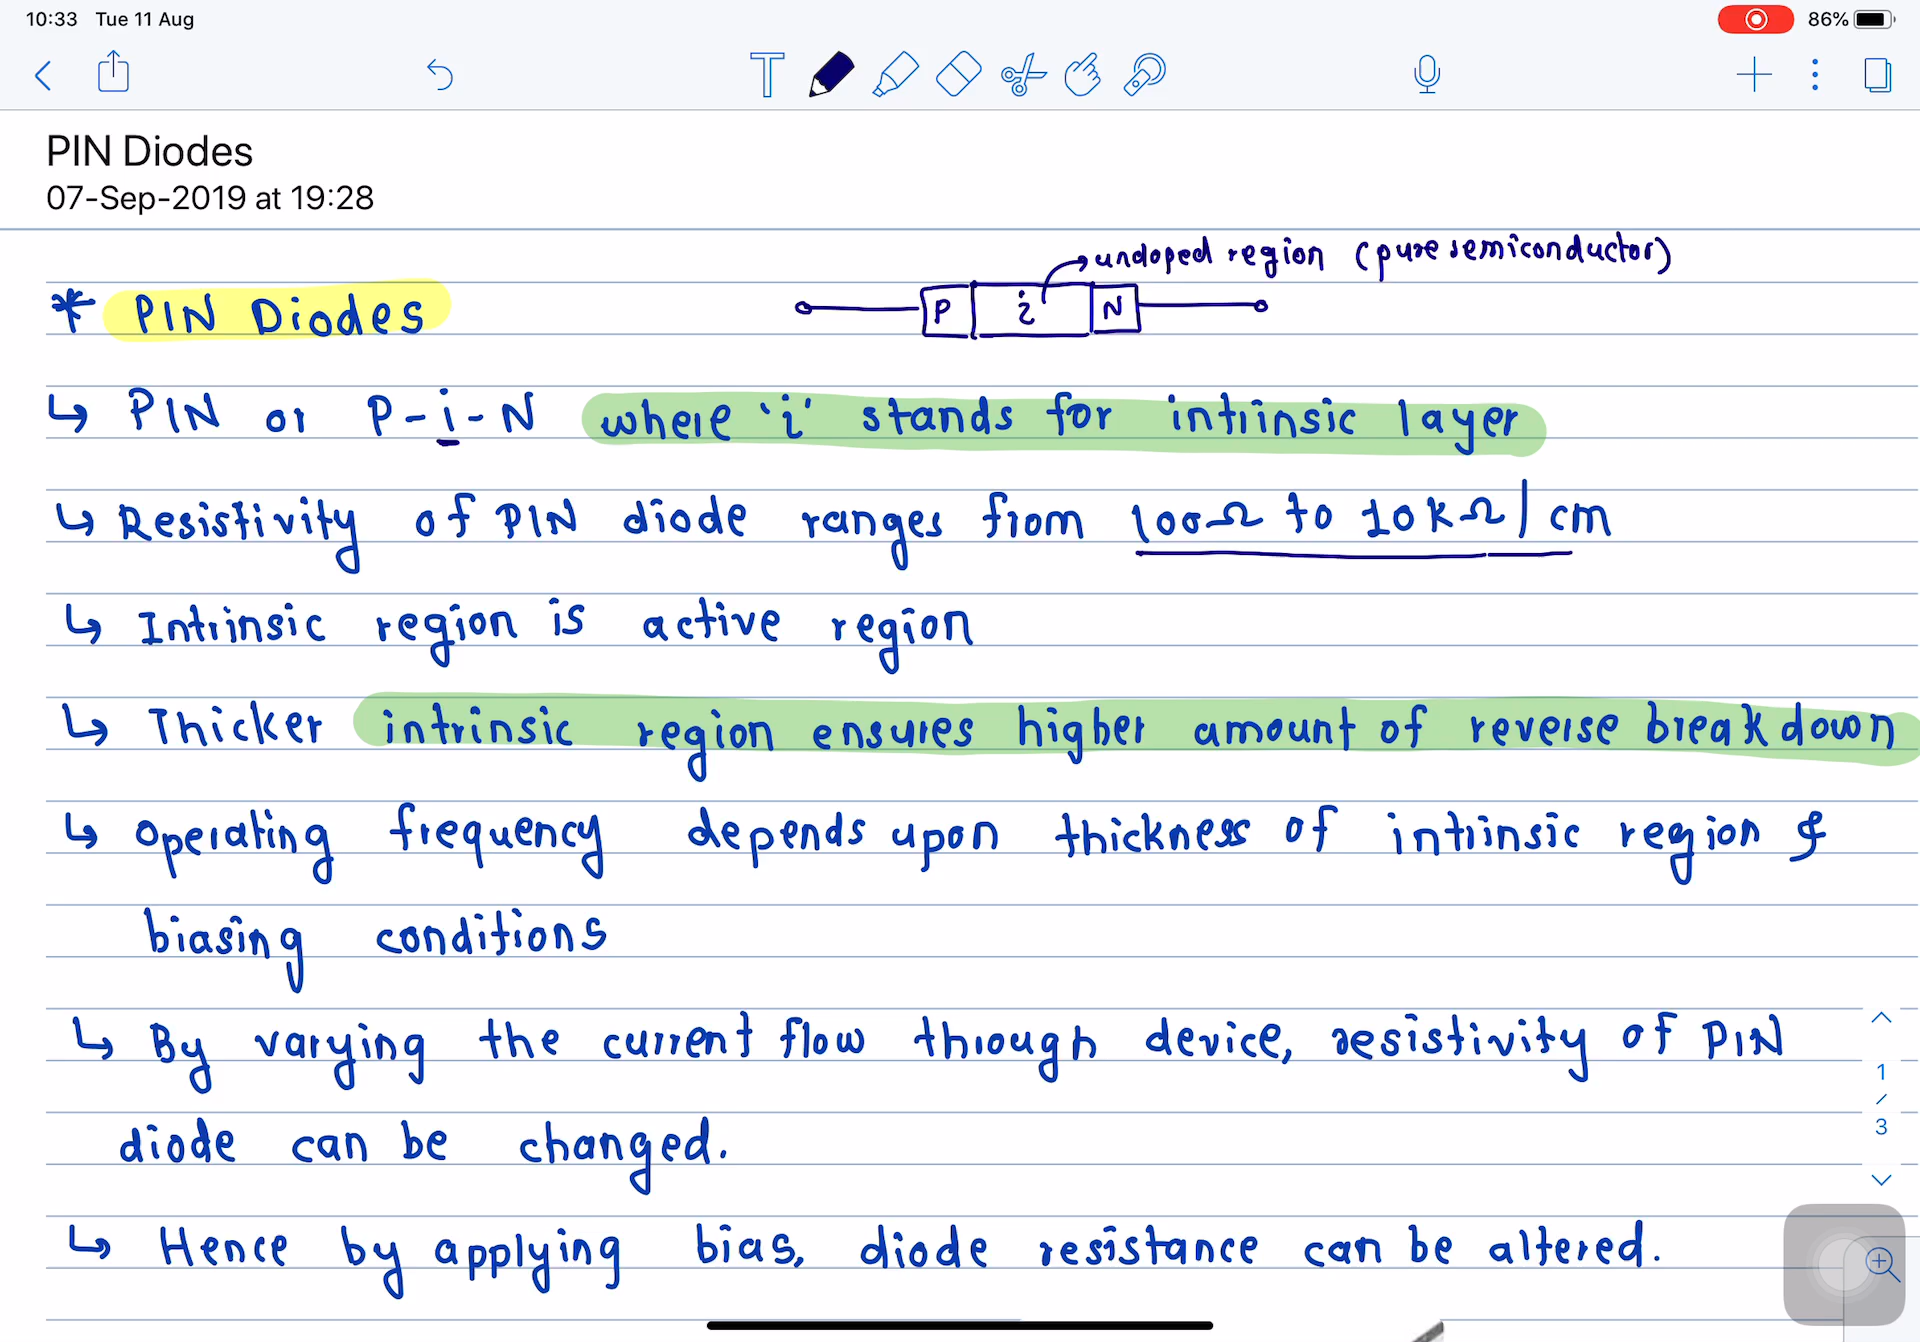 10:33 Tue 11 Aug 86%
PIN Diodes
07-Sep-2019 at 19:28
undoped region (pure semiconductor)
* PIN Diodes
P i N
↳ PIN or P-i-N where 'i' stands for intrinsic layer
↳ Resistivity of PIN diode ranges from 100Ω to 10kΩ/cm
↳ Intrinsic region is active region
↳ Thicker intrinsic region ensures higher amount of reverse breakdown
↳ Operating frequency depends upon thickness of intrinsic region &
biasing conditions
↳ By varying the current flow through device, resistivity of PIN
diode can be changed.
↳ Hence by applying bias, diode resistance can be altered.
1
/
3